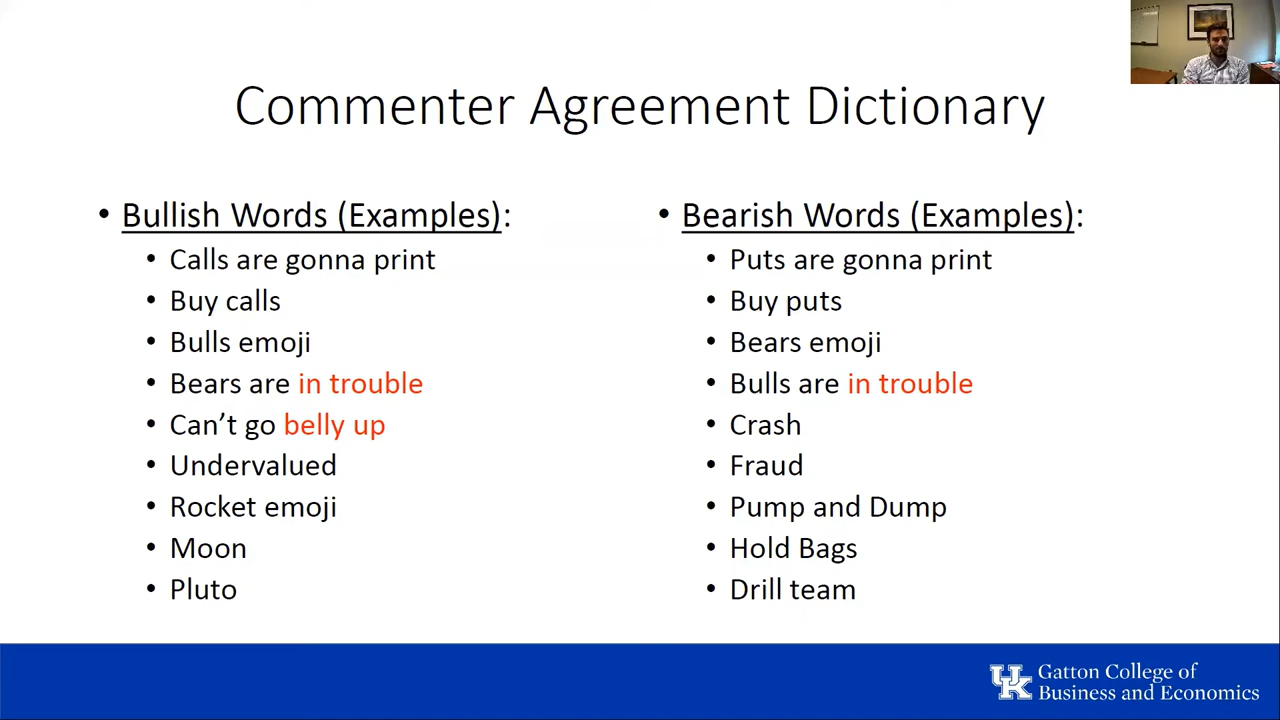 Commenter Agreement Dictionary
• Bullish Words (Examples):
• Calls are gonna print
• Buy calls
• Bulls emoji
• Bears are in trouble
• Can’t go belly up
• Undervalued
• Rocket emoji
• Moon
• Pluto
• Bearish Words (Examples):
• Puts are gonna print
• Buy puts
• Bears emoji
• Bulls are in trouble
• Crash
• Fraud
• Pump and Dump
• Hold Bags
• Drill team
UK
Gatton College of
Business and Economics